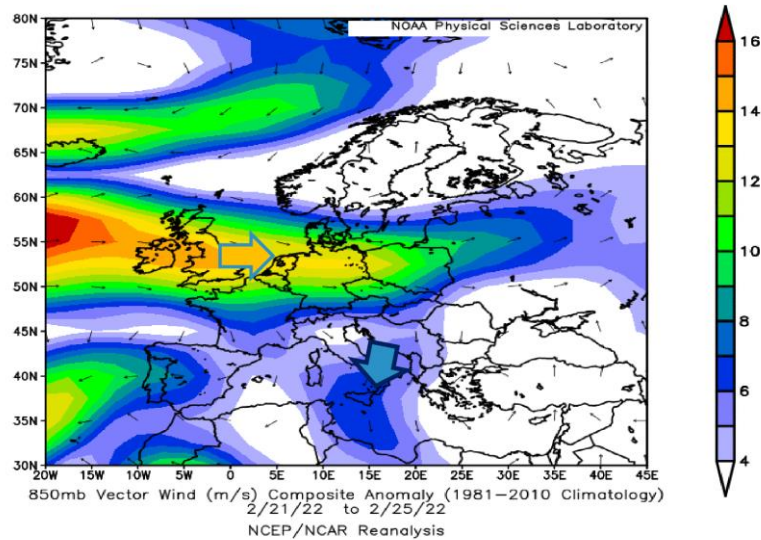 NOAA Physical Sciences Laboratory
80N
75N
70N
65N
60N
55N
50N
45N
40N
35N
30N
20W 15W 10W 5W 0 5E 10E 15E 20E 25E 30E 35E 40E 45E
16
14
12
10
8
6
4
850mb Vector Wind (m/s) Composite Anomaly (1981-2010 Climatology)
2/21/22 to 2/25/22
NCEP/NCAR Reanalysis